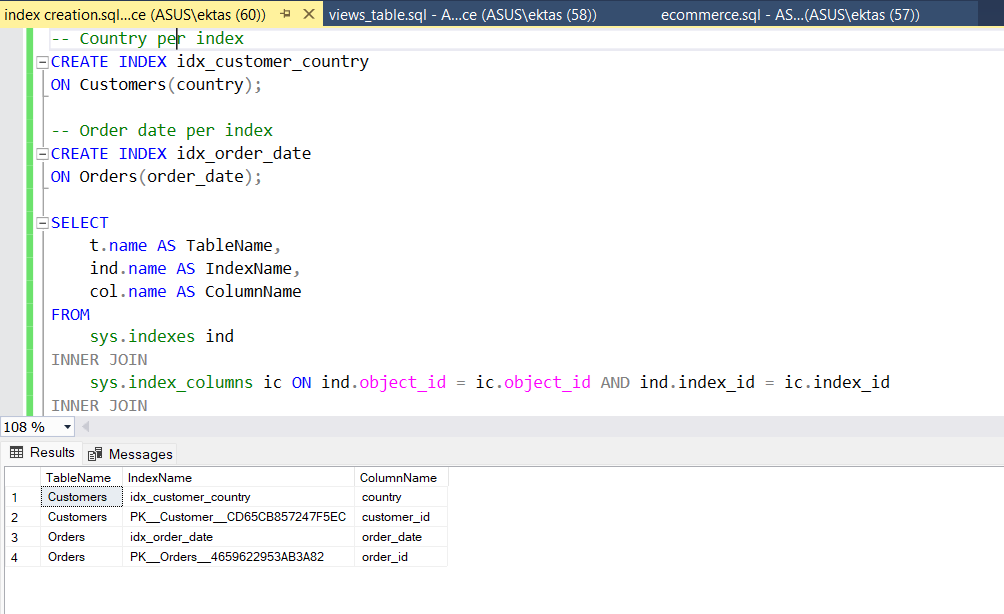 index creation.sql...ce (ASUS\ektas (60)) views_table.sql - A...ce (ASUS\ektas (58)) ecommerce.sql - AS...(ASUS\ektas (57))
-- Country per index
CREATE INDEX idx_customer_country
ON Customers(country);
-- Order date per index
CREATE INDEX idx_order_date
ON Orders(order_date);
SELECT
t.name AS TableName,
ind.name AS IndexName,
col.name AS ColumnName
FROM
sys.indexes ind
INNER JOIN
sys.index_columns ic ON ind.object_id = ic.object_id AND ind.index_id = ic.index_id
INNER JOIN
108 %
Results Messages
TableName IndexName ColumnName
1 Customers idx_customer_country country
2 Customers PK__Customer__CD65CB857247F5EC customer_id
3 Orders idx_order_date order_date
4 Orders PK__Orders__4659622953AB3A82 order_id